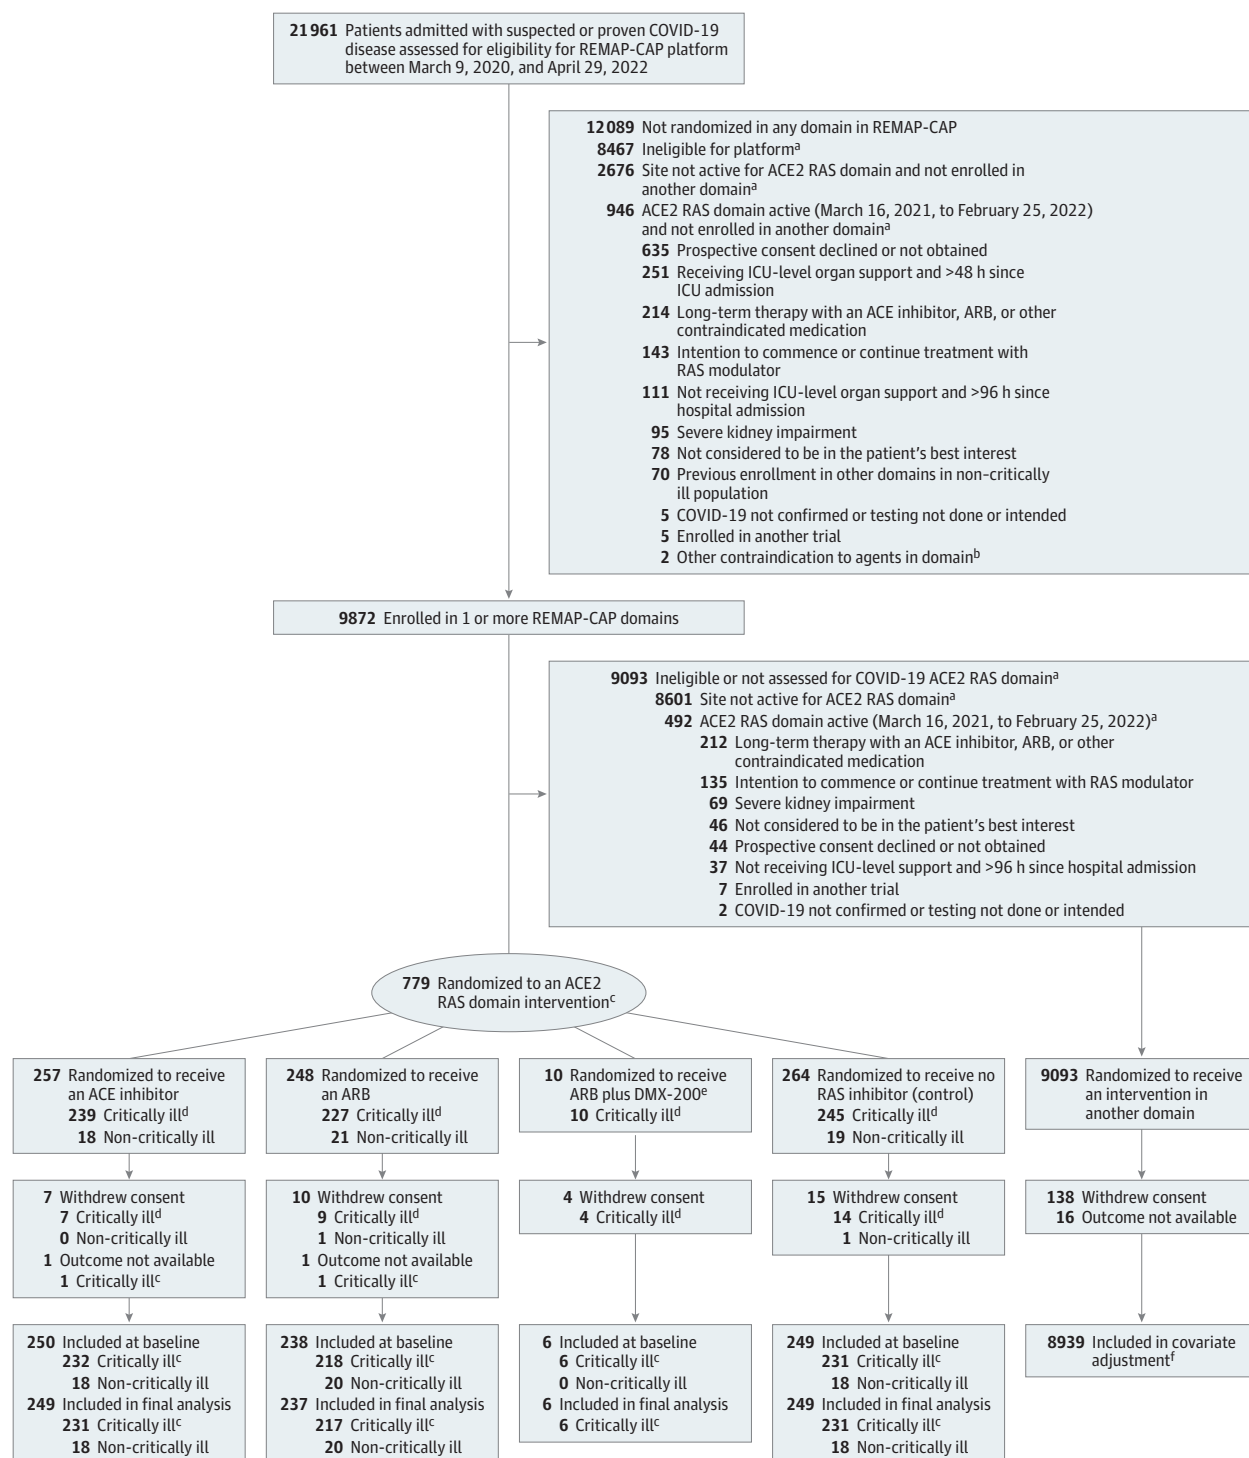 21961 Patients admitted with suspected or proven COVID-19
disease assessed for eligibility for REMAP-CAP platform
between March 9, 2020, and April 29, 2022
12089 Not randomized in any domain in REMAP-CAP
8467 Ineligible for platformᵃ
2676 Site not active for ACE2 RAS domain and not enrolled in
another domainᵃ
946 ACE2 RAS domain active (March 16, 2021, to February 25, 2022)
and not enrolled in another domainᵃ
635 Prospective consent declined or not obtained
251 Receiving ICU-level organ support and >48 h since
ICU admission
214 Long-term therapy with an ACE inhibitor, ARB, or other
contraindicated medication
143 Intention to commence or continue treatment with
RAS modulator
111 Not receiving ICU-level organ support and >96 h since
hospital admission
95 Severe kidney impairment
78 Not considered to be in the patient's best interest
70 Previous enrollment in other domains in non-critically
ill population
5 COVID-19 not confirmed or testing not done or intended
5 Enrolled in another trial
2 Other contraindication to agents in domainᵇ
9872 Enrolled in 1 or more REMAP-CAP domains
9093 Ineligible or not assessed for COVID-19 ACE2 RAS domainᵃ
8601 Site not active for ACE2 RAS domainᵃ
492 ACE2 RAS domain active (March 16, 2021, to February 25, 2022)ᵃ
212 Long-term therapy with an ACE inhibitor, ARB, or other
contraindicated medication
135 Intention to commence or continue treatment with RAS modulator
69 Severe kidney impairment
46 Not considered to be in the patient's best interest
44 Prospective consent declined or not obtained
37 Not receiving ICU-level support and >96 h since hospital admission
7 Enrolled in another trial
2 COVID-19 not confirmed or testing not done or intended
779 Randomized to an ACE2
RAS domain interventionᶜ
257 Randomized to receive
an ACE inhibitor
239 Critically illᵈ
18 Non-critically ill
248 Randomized to receive
an ARB
227 Critically illᵈ
21 Non-critically ill
10 Randomized to receive
ARB plus DMX-200ᵉ
10 Critically illᵈ
264 Randomized to receive no
RAS inhibitor (control)
245 Critically illᵈ
19 Non-critically ill
9093 Randomized to receive
an intervention in
another domain
7 Withdrew consent
7 Critically illᵈ
0 Non-critically ill
1 Outcome not available
1 Critically illᶜ
10 Withdrew consent
9 Critically illᵈ
1 Non-critically ill
1 Outcome not available
1 Critically illᶜ
4 Withdrew consent
4 Critically illᵈ
15 Withdrew consent
14 Critically illᵈ
1 Non-critically ill
138 Withdrew consent
16 Outcome not available
250 Included at baseline
232 Critically illᶜ
18 Non-critically ill
249 Included in final analysis
231 Critically illᶜ
18 Non-critically ill
238 Included at baseline
218 Critically illᶜ
20 Non-critically ill
237 Included in final analysis
217 Critically illᶜ
20 Non-critically ill
6 Included at baseline
6 Critically illᶜ
0 Non-critically ill
6 Included in final analysis
6 Critically illᶜ
249 Included at baseline
231 Critically illᶜ
18 Non-critically ill
249 Included in final analysis
231 Critically illᶜ
18 Non-critically ill
8939 Included in covariate
adjustmentᶠ